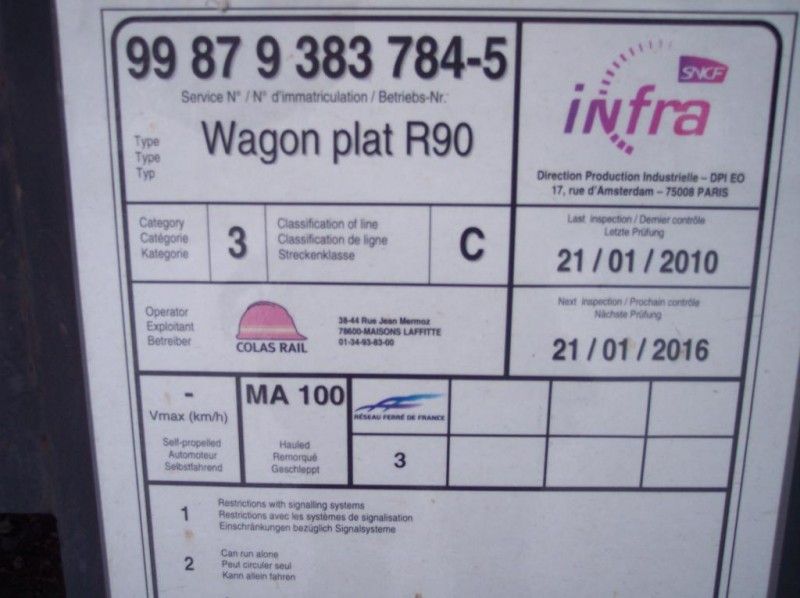 99 87 9 383 784-5
Service N° / N° d'immatriculation / Betriebs-Nr.:
Type
Type
Typ
Wagon plat R90
SNCF
infra
Direction Production Industrielle – DPI EO
17, rue d'Amsterdam – 75008 PARIS
Category
Catégorie
Kategorie
3
Classification of line
Classification de ligne
Streckenklasse
C
Last inspection / Dernier contrôle
Letzte Prüfung
21 / 01 / 2010
Operator
Exploitant
Betreiber
COLAS RAIL
38-44 Rue Jean Mermoz
78600-MAISONS LAFFITTE
01-34-93-83-00
Next inspection / Prochain contrôle
Nächste Prüfung
21 / 01 / 2016
-
Vmax (km/h)
Self-propelled
Automoteur
Selbstfahrend
MA 100
Hauled
Remorqué
Geschleppt
RÉSEAU FERRÉ DE FRANCE
3
1
Restrictions with signalling systems
Restrictions avec les systèmes de signalisation
Einschränkungen bezüglich Signalsysteme
2
Can run alone
Peut circuler seul
Kann allein fahren